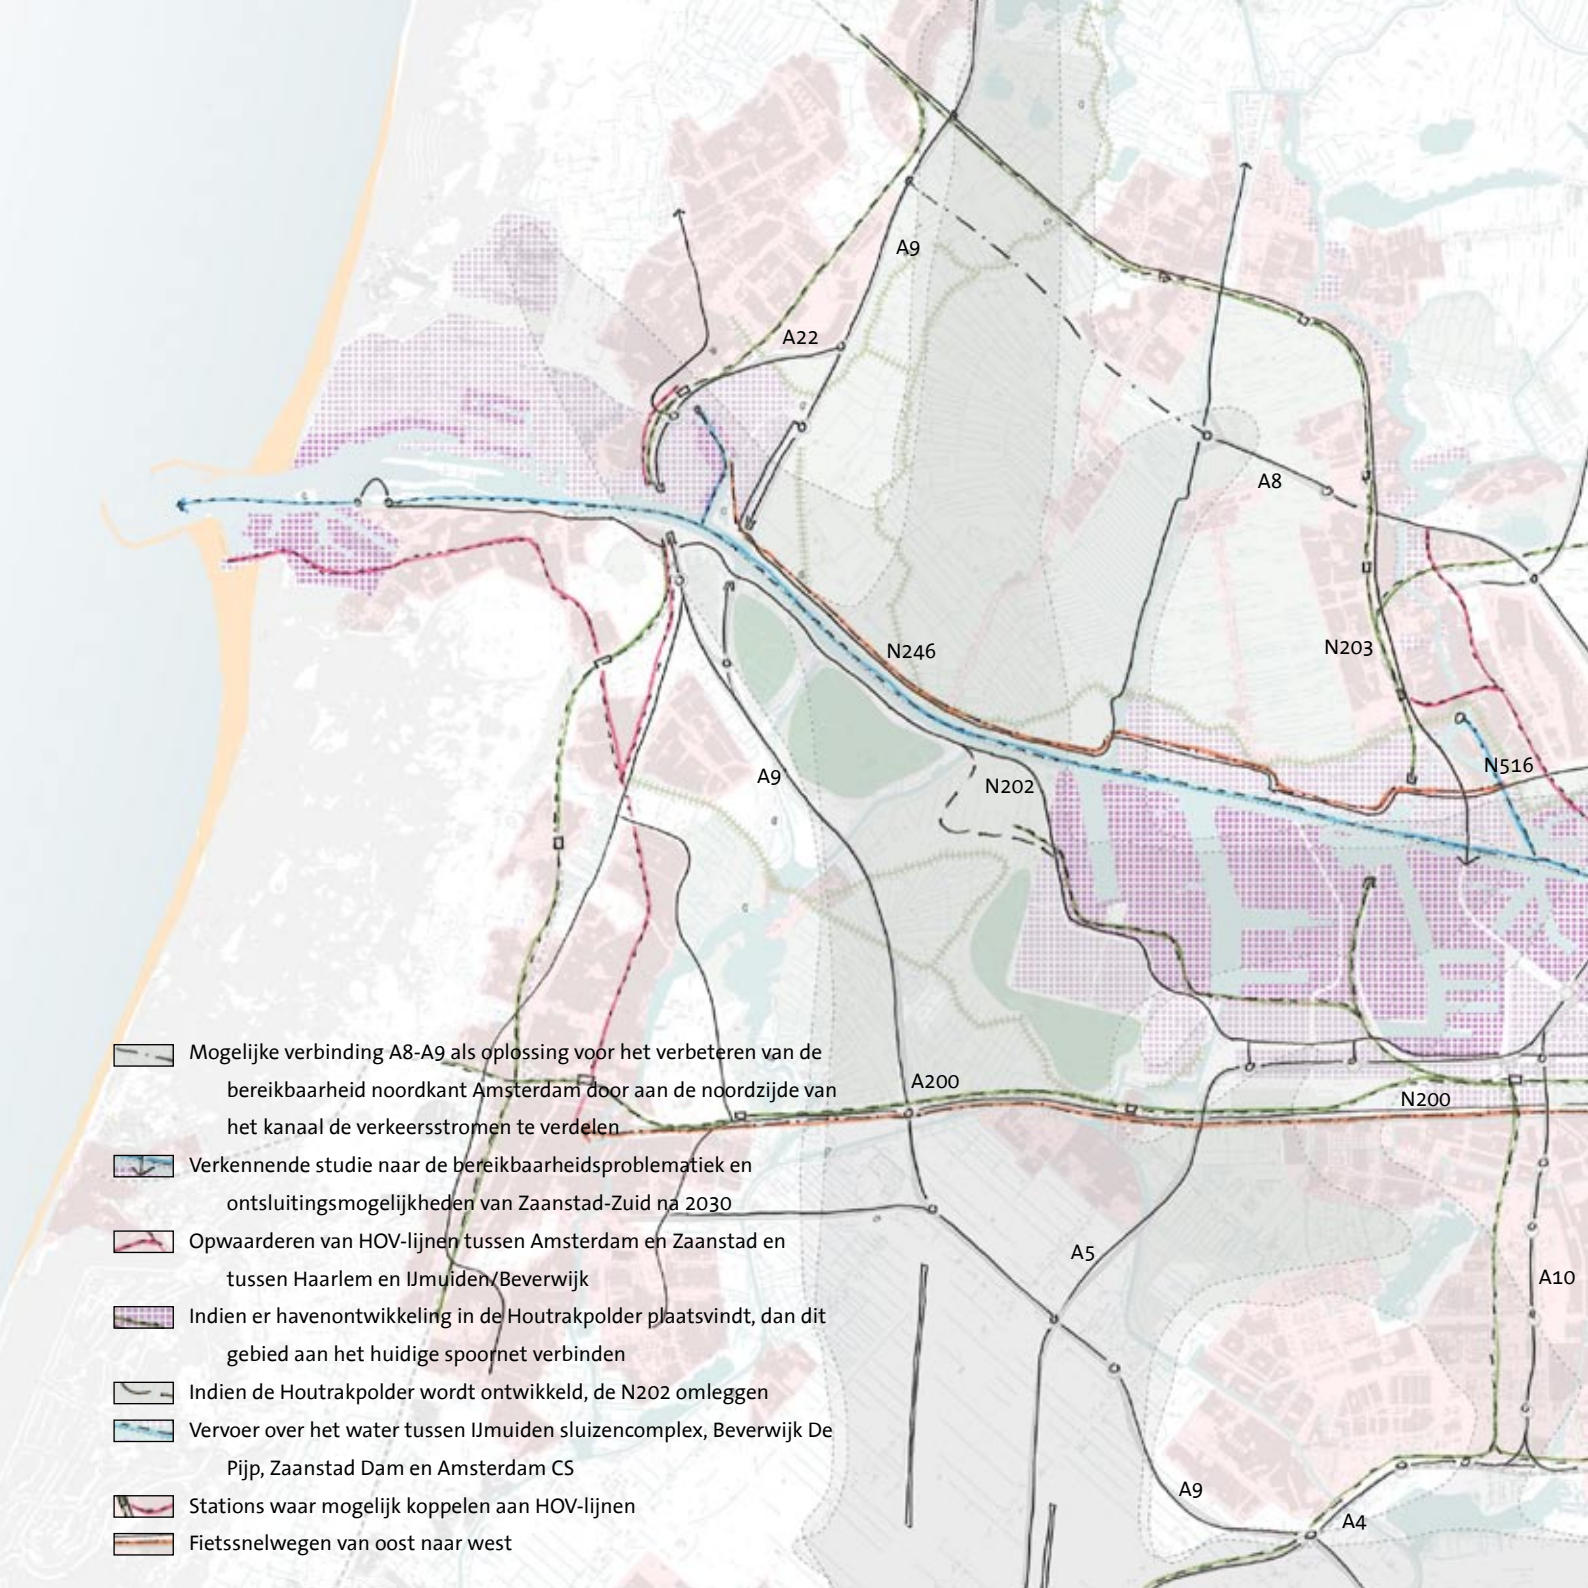 A9
A22
A8
N246
N203
A9
N202
N516
Mogelijke verbinding A8-A9 als oplossing voor het verbeteren van de
bereikbaarheid noordkant Amsterdam door aan de noordzijde van
het kanaal de verkeersstromen te verdelen
Verkennende studie naar de bereikbaarheidsproblematiek en
ontsluitingsmogelijkheden van Zaanstad-Zuid na 2030
Opwaarderen van HOV-lijnen tussen Amsterdam en Zaanstad en
tussen Haarlem en IJmuiden/Beverwijk
Indien er havenontwikkeling in de Houtrakpolder plaatsvindt, dan dit
gebied aan het huidige spoornet verbinden
Indien de Houtrakpolder wordt ontwikkeld, de N202 omleggen
Vervoer over het water tussen IJmuiden sluizencomplex, Beverwijk De
Pijp, Zaanstad Dam en Amsterdam CS
Stations waar mogelijk koppelen aan HOV-lijnen
Fietssnelwegen van oost naar west
A200
N200
A5
A10
A9
A4